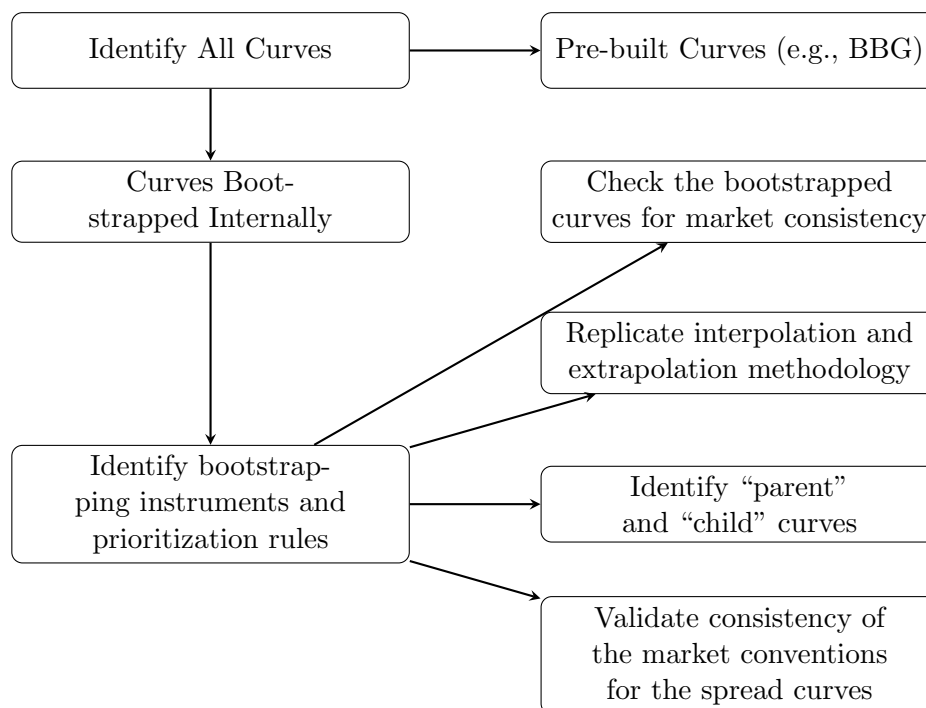 Identify All Curves
Pre-built Curves (e.g., BBG)
Curves Boot-
strapped Internally
Check the bootstrapped
curves for market consistency
Replicate interpolation and
extrapolation methodology
Identify bootstrap-
ping instruments and
prioritization rules
Identify “parent”
and “child” curves
Validate consistency of
the market conventions
for the spread curves